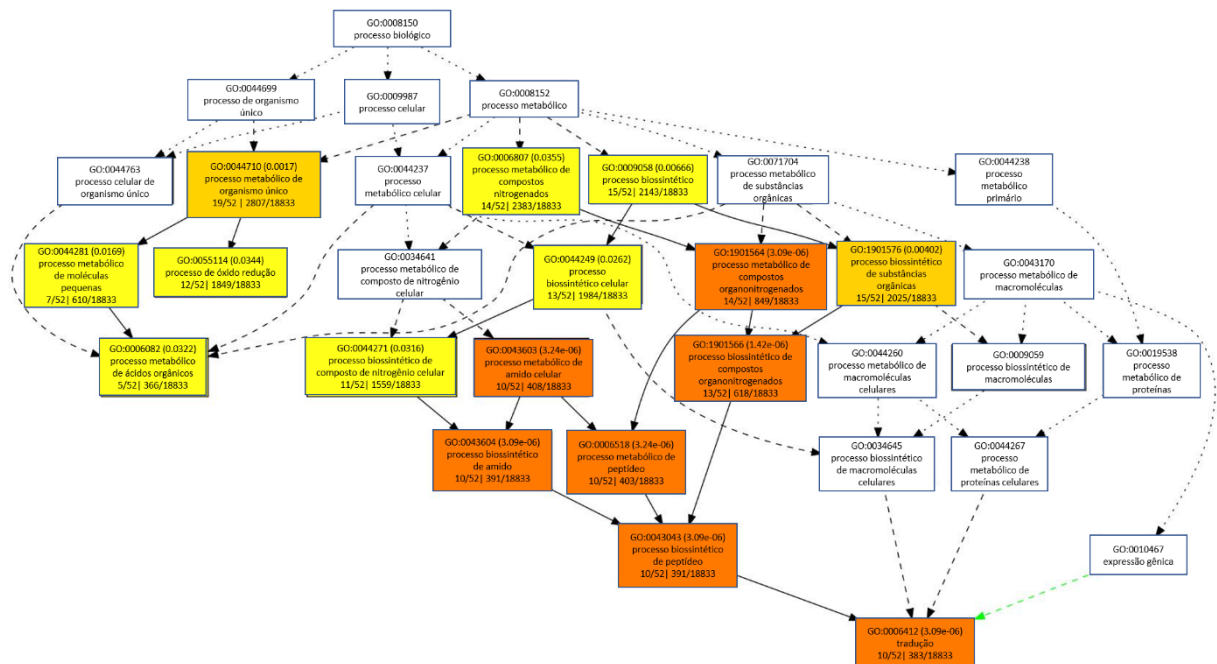 GO:0008150
processo biológico
GO:0044699
processo de organismo
único
GO:0009987
processo celular
GO:0008152
processo metabólico
GO:0044763
processo celular de
organismo único
GO:0044710 (0.0017)
processo metabólico de
organismo único
19/52 | 2807/18833
GO:0044237
processo
metabólico celular
GO:0006807 (0.0355)
processo metabólico de
compostos
nitrogenados
14/52 | 2383/18833
GO:0009058 (0.00666)
processo biossintético
15/52 | 2143/18833
GO:0071704
processo metabólico
de substâncias
orgânicas
GO:0044238
processo
metabólico
primário
GO:0044281 (0.0169)
processo metabólico
de moléculas
pequenas
7/52 | 610/18833
GO:0055114 (0.0344)
processo de óxido redução
12/52 | 1849/18833
GO:0034641
processo metabólico de
composto de nitrogênio
celular
GO:0044249 (0.0262)
processo
biossintético celular
13/52 | 1984/18833
GO:1901564 (3.09e-06)
processo metabólico de
compostos
organonitrogenados
14/52 | 849/18833
GO:1901576 (0.00402)
processo biossintético
de substâncias
orgânicas
15/52 | 2025/18833
GO:0043170
processo metabólico de
macromoléculas
GO:0006082 (0.0322)
processo metabólico
de ácidos orgânicos
5/52 | 366/18833
GO:0044271 (0.0316)
processo biossintético de
composto de nitrogênio celular
11/52 | 1559/18833
GO:0043603 (3.24e-06)
processo metabólico de
amido celular
10/52 | 408/18833
GO:1901566 (1.42e-06)
processo biossintético de
compostos
organonitrogenados
13/52 | 618/18833
GO:0044260
processo metabólico de
macromoléculas
celulares
GO:0009059
processo biossintético de
macromoléculas
GO:0019538
processo
metabólico de
proteínas
GO:0043604 (3.09e-06)
processo biossintético
de amido
10/52 | 391/18833
GO:0006518 (3.24e-06)
processo metabólico de
peptídeo
10/52 | 403/18833
GO:0034645
processo biossintético
de macromoléculas
celulares
GO:0044267
processo
metabólico de
proteínas celulares
GO:0043043 (3.09e-06)
processo biossintético
de peptídeo
10/52 | 391/18833
GO:0010467
expressão gênica
GO:0006412 (3.09e-06)
tradução
10/52 | 383/18833